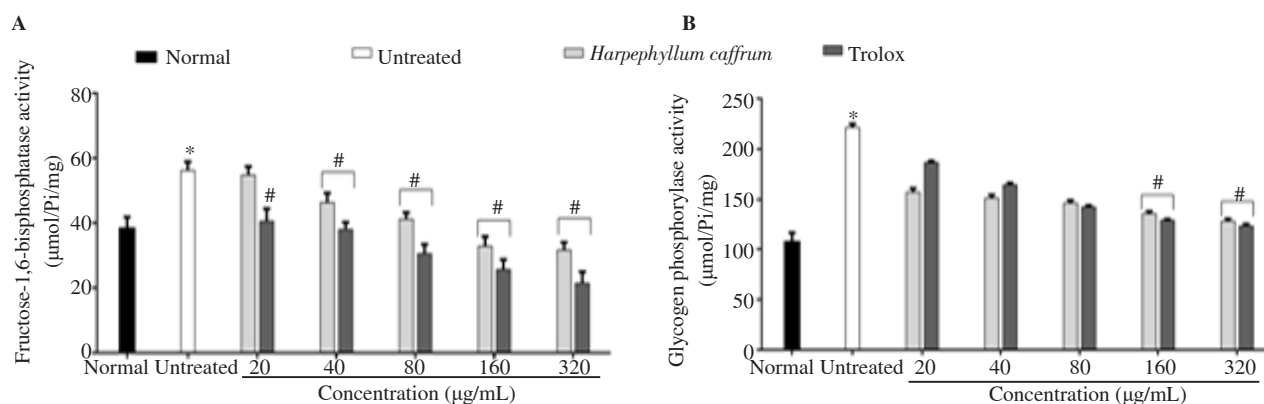 A
B
Normal
Untreated
Harpephyllum caffrum
Trolox
Fructose-1,6-bisphosphatase activity
(μmol/Pi/mg)
80
60
40
20
0
*
#
#
#
#
#
Normal Untreated 20 40 80 160 320
Concentration (μg/mL)
Glycogen phosphorylase activity
(μmol/Pi/mg)
250
200
150
100
50
0
*
#
#
Normal Untreated 20 40 80 160 320
Concentration (μg/mL)